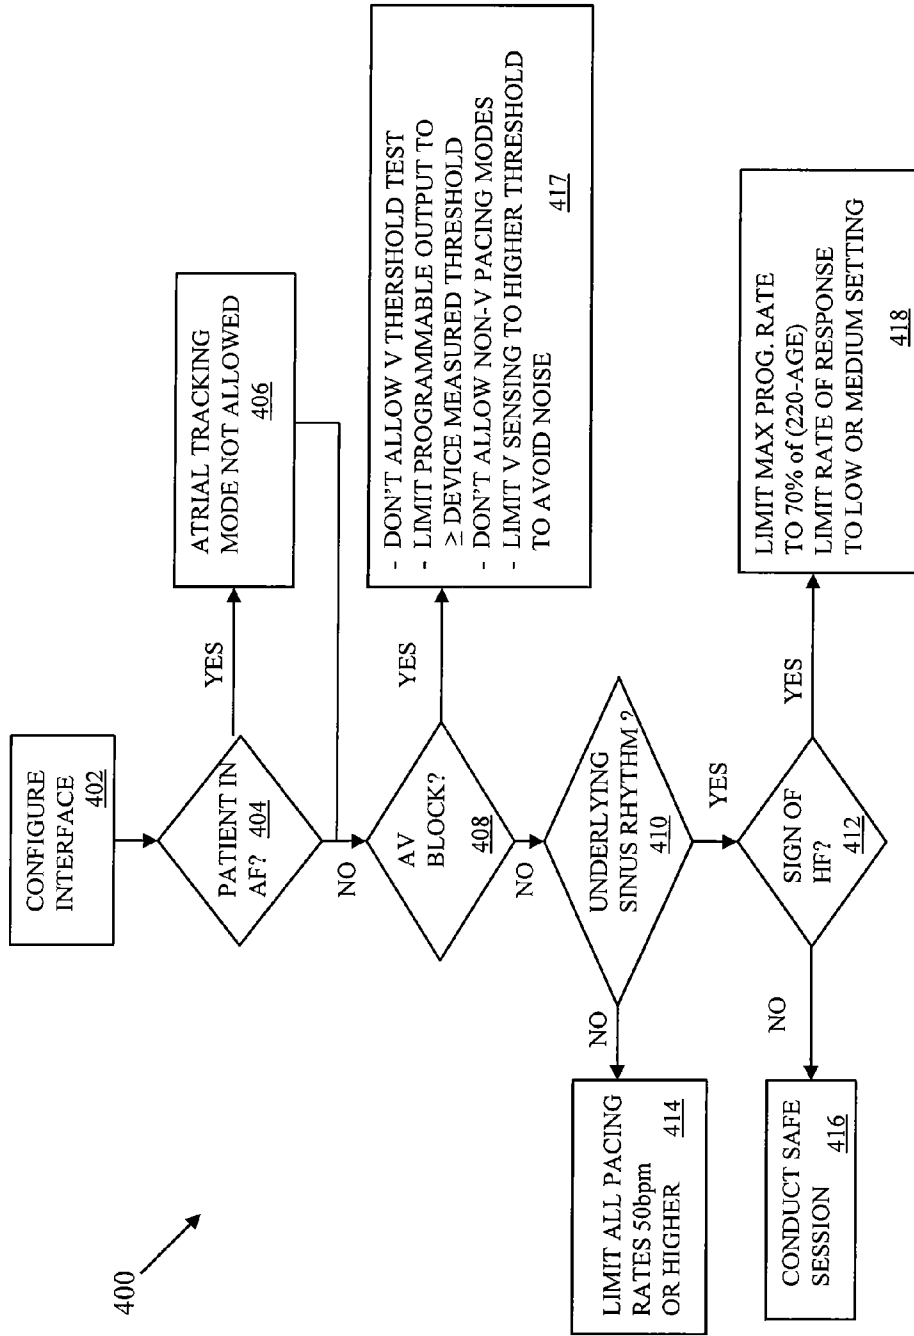 400
CONFIGURE
INTERFACE
402
PATIENT IN
AF?
404
YES
ATRIAL TRACKING
MODE NOT ALLOWED
406
NO
AV
BLOCK?
408
YES
- DON'T ALLOW V THERSHOLD TEST
- LIMIT PROGRAMMABLE OUTPUT TO
≥ DEVICE MEASURED THRESHOLD
- DON'T ALLOW NON-V PACING MODES
- LIMIT V SENSING TO HIGHER THRESHOLD
TO AVOID NOISE
417
NO
UNDERLYING
SINUS RHYTHM ?
410
NO
LIMIT ALL PACING
RATES 50bpm
OR HIGHER
414
YES
SIGN OF
HF?
412
NO
CONDUCT SAFE
SESSION
416
YES
LIMIT MAX PROG. RATE
TO 70% of (220-AGE)
LIMIT RATE OF RESPONSE
TO LOW OR MEDIUM SETTING
418